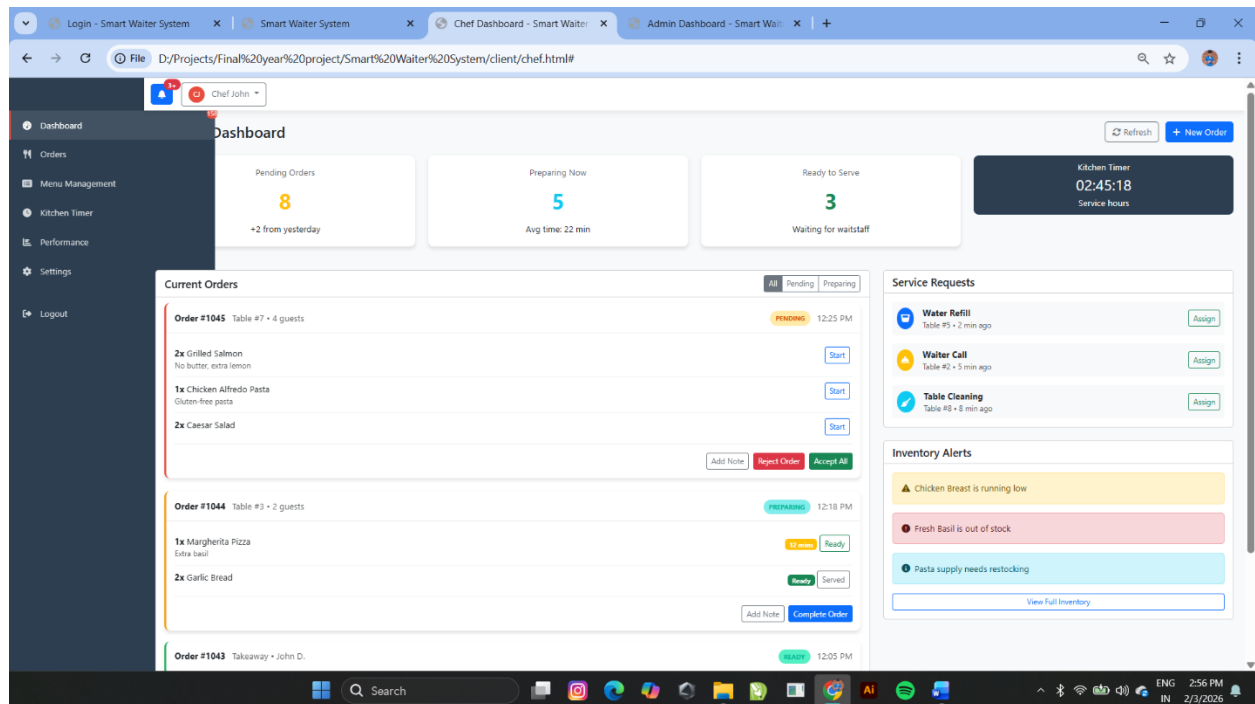 Login - Smart Waiter System
Smart Waiter System
Chef Dashboard - Smart Waiter
Admin Dashboard - Smart Wait
File
D:/Projects/Final%20year%20project/Smart%20Waiter%20System/client/chef.html#
3+
CJ
Chef John
Dashboard
Orders
Menu Management
Kitchen Timer
Performance
Settings
Logout
Dashboard
Refresh
+ New Order
Pending Orders
8
+2 from yesterday
Preparing Now
5
Avg time: 22 min
Ready to Serve
3
Waiting for waitstaff
Kitchen Timer
02:45:18
Service hours
Current Orders
All Pending Preparing
Order #1045 Table #7 • 4 guests PENDING 12:25 PM
2x Grilled Salmon Start
No butter, extra lemon
1x Chicken Alfredo Pasta Start
Gluten-free pasta
2x Caesar Salad Start
Add Note Reject Order Accept All
Order #1044 Table #3 • 2 guests PREPARING 12:18 PM
1x Margherita Pizza 12 mins Ready
Extra basil
2x Garlic Bread Ready Served
Add Note Complete Order
Order #1043 Takeaway • John D. READY 12:05 PM
Service Requests
Water Refill Assign
Table #5 • 2 min ago
Waiter Call Assign
Table #2 • 5 min ago
Table Cleaning Assign
Table #8 • 8 min ago
Inventory Alerts
Chicken Breast is running low
Fresh Basil is out of stock
Pasta supply needs restocking
View Full Inventory
Search
Ai
ENG
IN
2:56 PM
2/3/2026